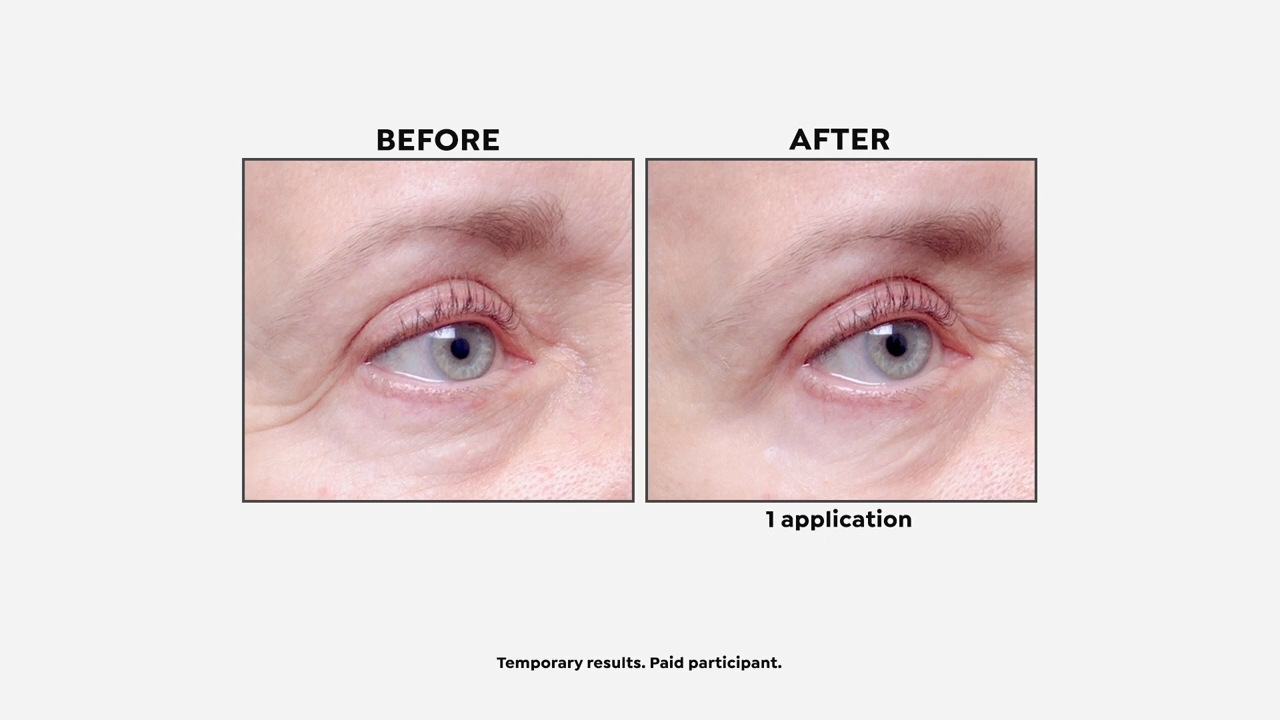 BEFORE
AFTER
1 application
Temporary results. Paid participant.